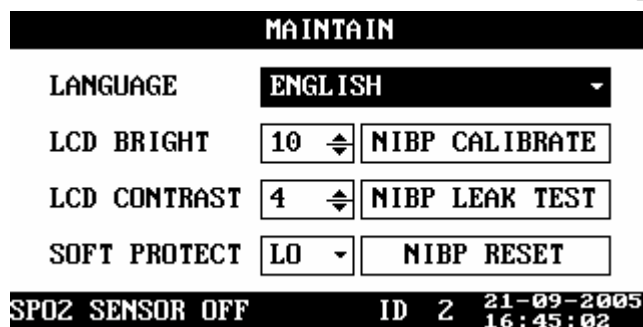 MAINTAIN
LANGUAGE ENGLISH
LCD BRIGHT 10 NIBP CALIBRATE
LCD CONTRAST 4 NIBP LEAK TEST
SOFT PROTECT LO NIBP RESET
SPO2 SENSOR OFF ID 2 21-09-2005
16:45:02